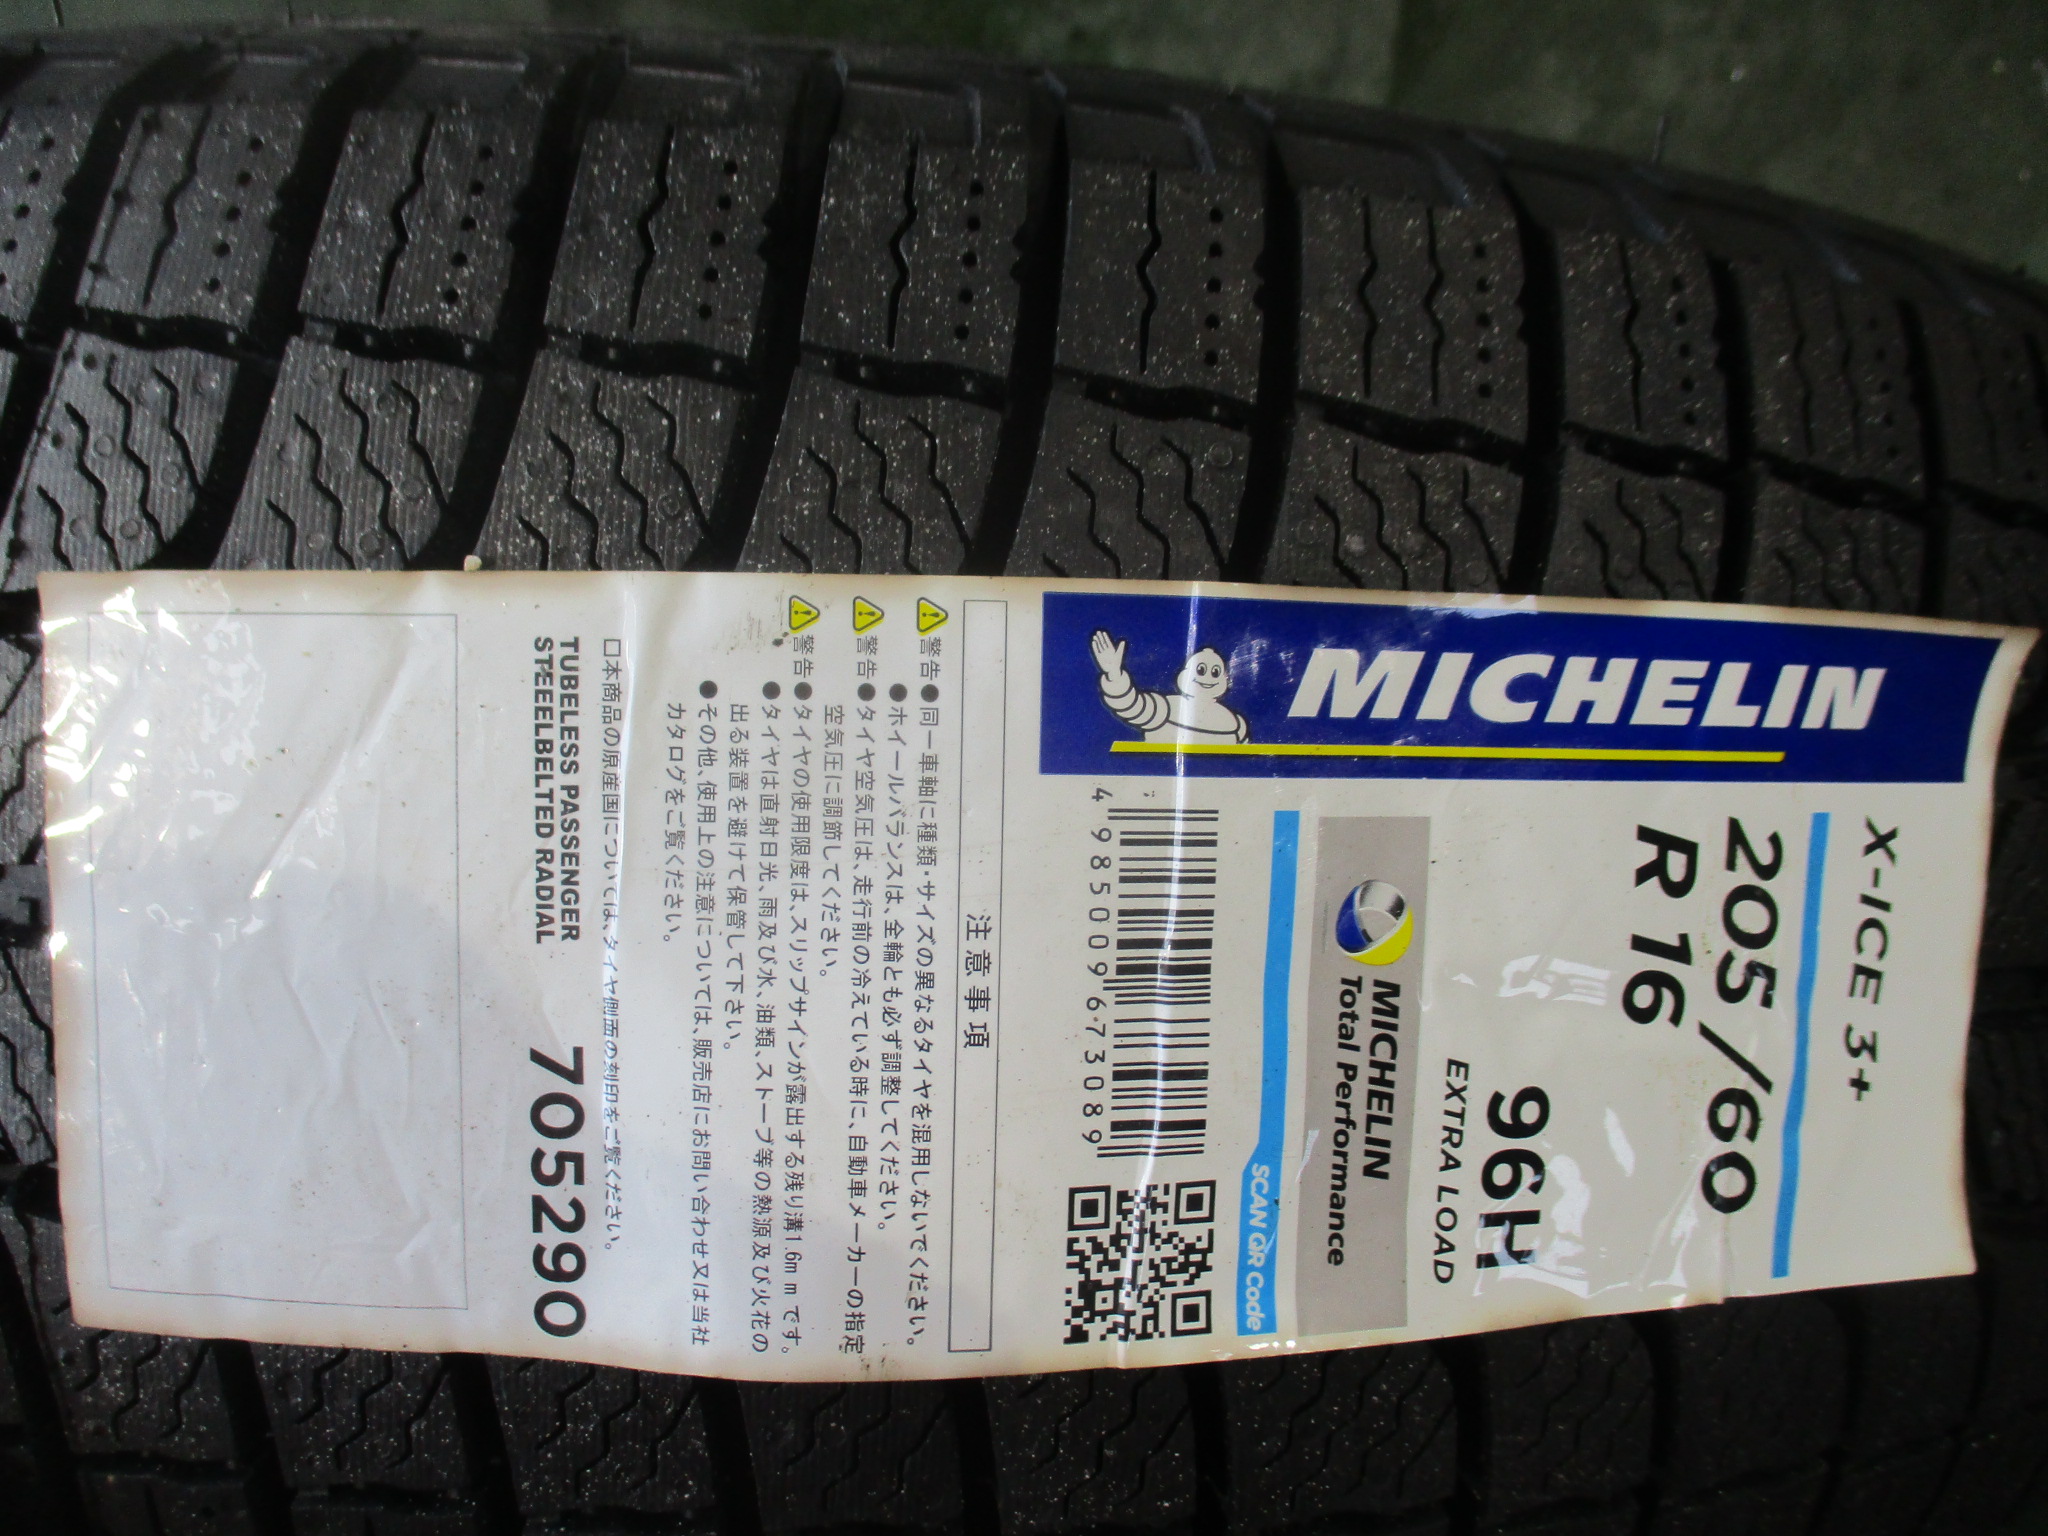 MICHELIN
X-ICE 3+
205/60
R 16
96H
EXTRA LOAD
MICHELIN
Total Performance
SCAN QR Code
4985009673089
注意事項
警告●同一車軸に種類・サイズの異なるタイヤを混用しないでください。
●ホイールバランスは、全輪とも必ず調整してください。
警告●タイヤ空気圧は、走行前の冷えている時に、自動車メーカーの指定
空気圧に調節してください。
警告●タイヤの使用限度は、スリップサインが露出する残り溝1.6mmです。
●タイヤは直射日光、雨及び水、油類、ストーブ等の熱源及び火花の
出る装置を避けて保管して下さい。
●その他、使用上の注意については、販売店にお問い合わせ又は当社
カタログをご覧ください。
□本商品の原産国については、タイヤ側面の刻印をご覧ください。
TUBELESS PASSENGER
STEELBELTED RADIAL
705290